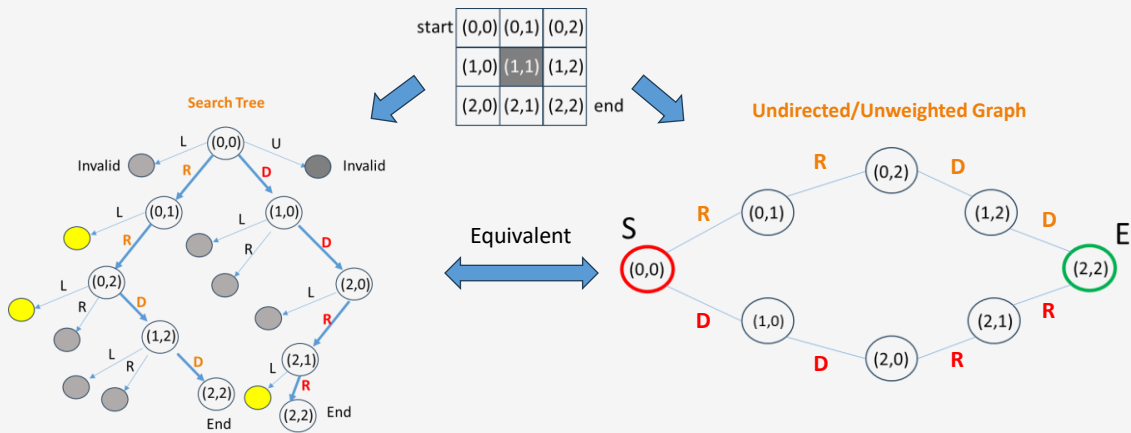 start (0,0) (0,1) (0,2)
(1,0) (1,1) (1,2)
(2,0) (2,1) (2,2) end
Search Tree
L (0,0) U
Invalid R D Invalid
L (0,1) L (1,0)
R R D
(0,2) (2,0)
L R D L R
(1,2) (2,1)
L R D L R
(2,2) (2,2) End
End
Equivalent
Undirected/Unweighted Graph
R (0,2) D
R (0,1) (1,2) D
S E
(0,0) (2,2)
D (1,0) (2,1) R
D (2,0) R